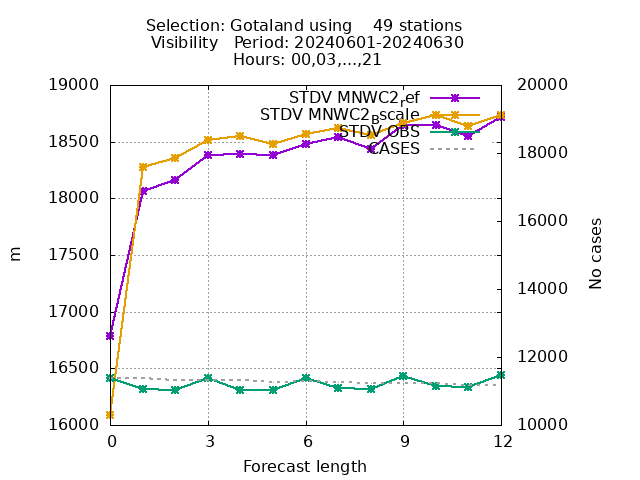 Selection: Gotaland using    49 stations
Visibility   Period: 20240601-20240630
Hours: 00,03,...,21
19000
18500
18000
17500
17000
16500
16000
20000
18000
16000
14000
12000
10000
m
No cases
STDV MNWC2_ref
STDV MNWC2_Bscale
STDV OBS
CASES
0
3
6
9
12
Forecast length